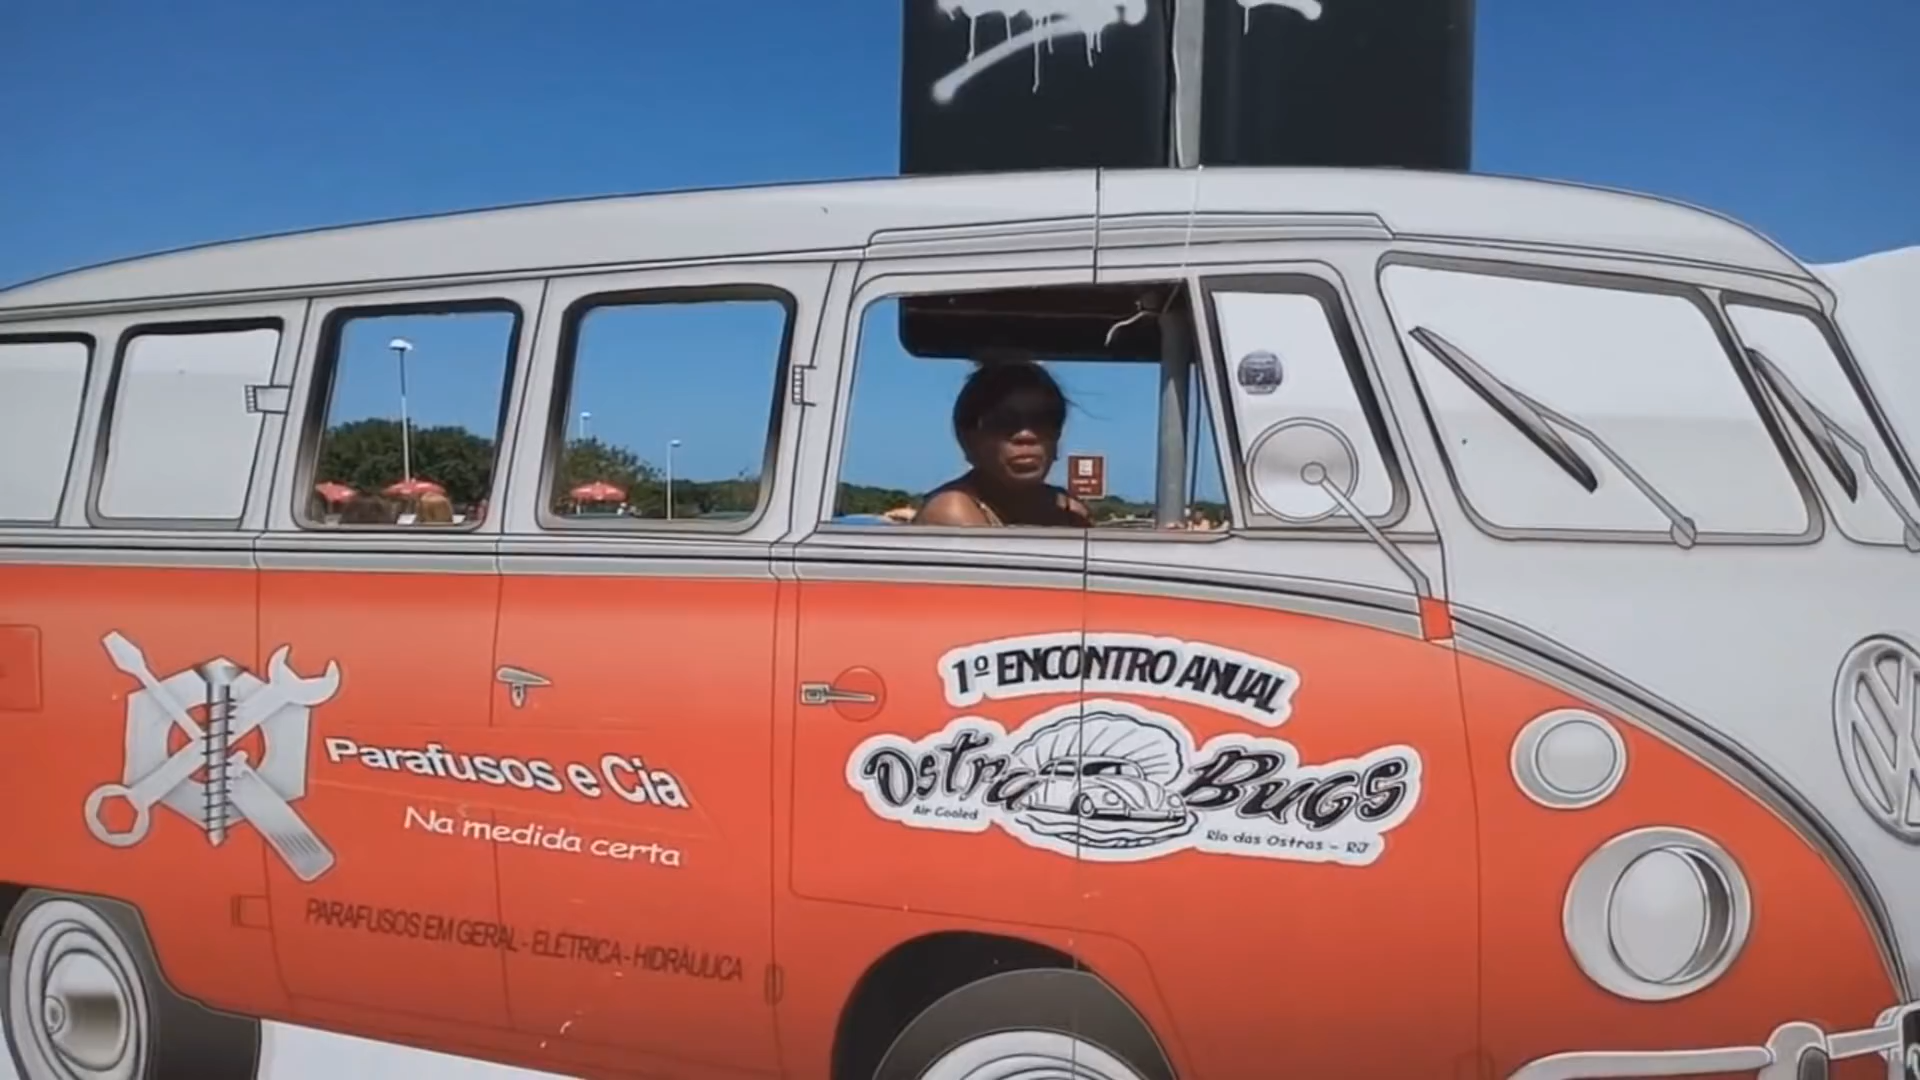 Parafusos e Cia
Na medida certa
PARAFUSOS EM GERAL - ELÉTRICA - HIDRÁULICA
1º ENCONTRO ANUAL
Ostra Bugs
Air Cooled
Rio das Ostras - RJ